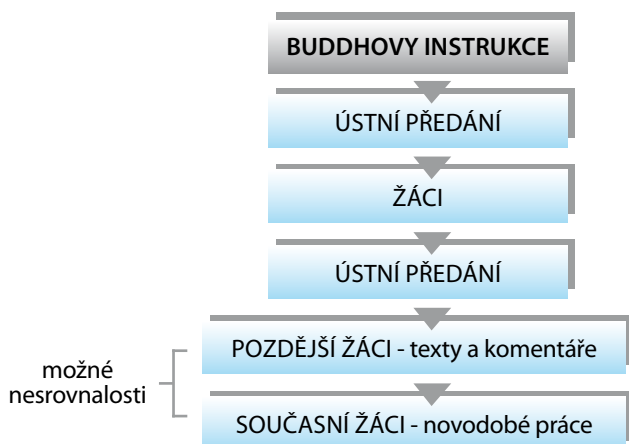 BUDDHOVY INSTRUKCE
ÚSTNÍ PŘEDÁNÍ
ŽÁCI
ÚSTNÍ PŘEDÁNÍ
POZDĚJŠÍ ŽÁCI - texty a komentáře
možné
nesrovnalosti
SOUČASNÍ ŽÁCI - novodobé práce